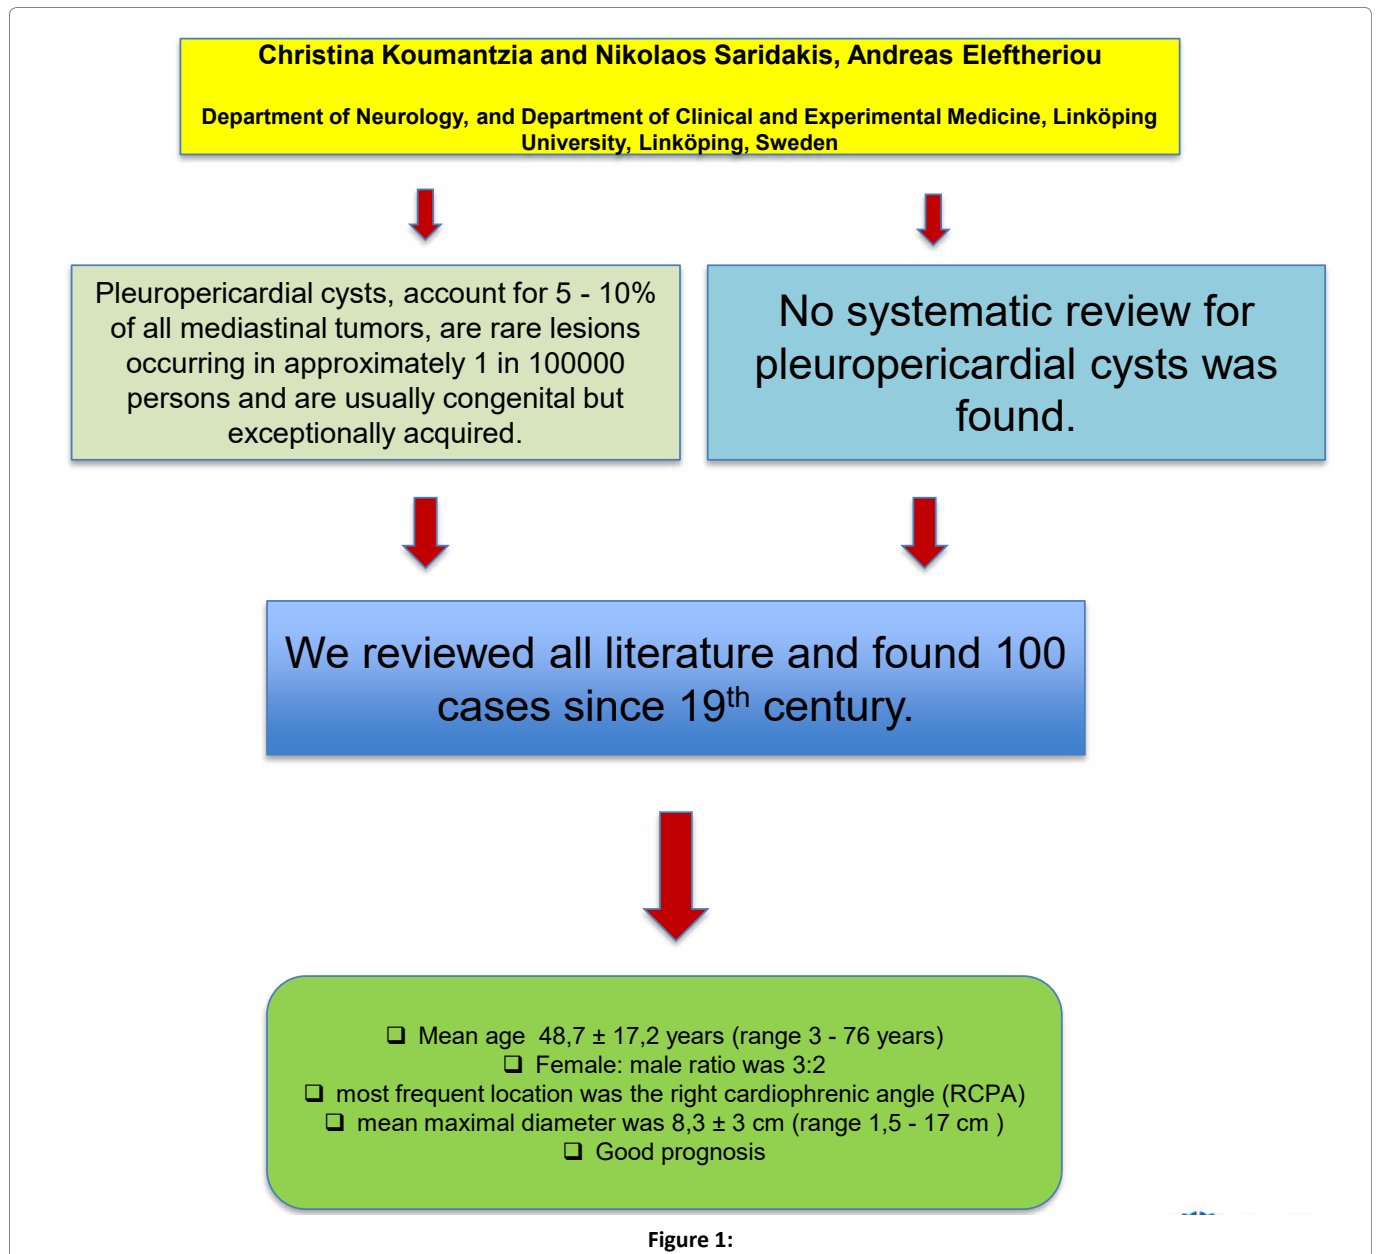 Christina Koumantzia and Nikolaos Saridakis, Andreas Eleftheriou
Department of Neurology, and Department of Clinical and Experimental Medicine, Linköping
University, Linköping, Sweden
Pleuropericardial cysts, account for 5 - 10%
of all mediastinal tumors, are rare lesions
occurring in approximately 1 in 100000
persons and are usually congenital but
exceptionally acquired.
No systematic review for
pleuropericardial cysts was
found.
We reviewed all literature and found 100
cases since 19th century.
❑ Mean age 48,7 ± 17,2 years (range 3 - 76 years)
❑ Female: male ratio was 3:2
❑ most frequent location was the right cardiophrenic angle (RCPA)
❑ mean maximal diameter was 8,3 ± 3 cm (range 1,5 - 17 cm )
❑ Good prognosis
Figure 1: